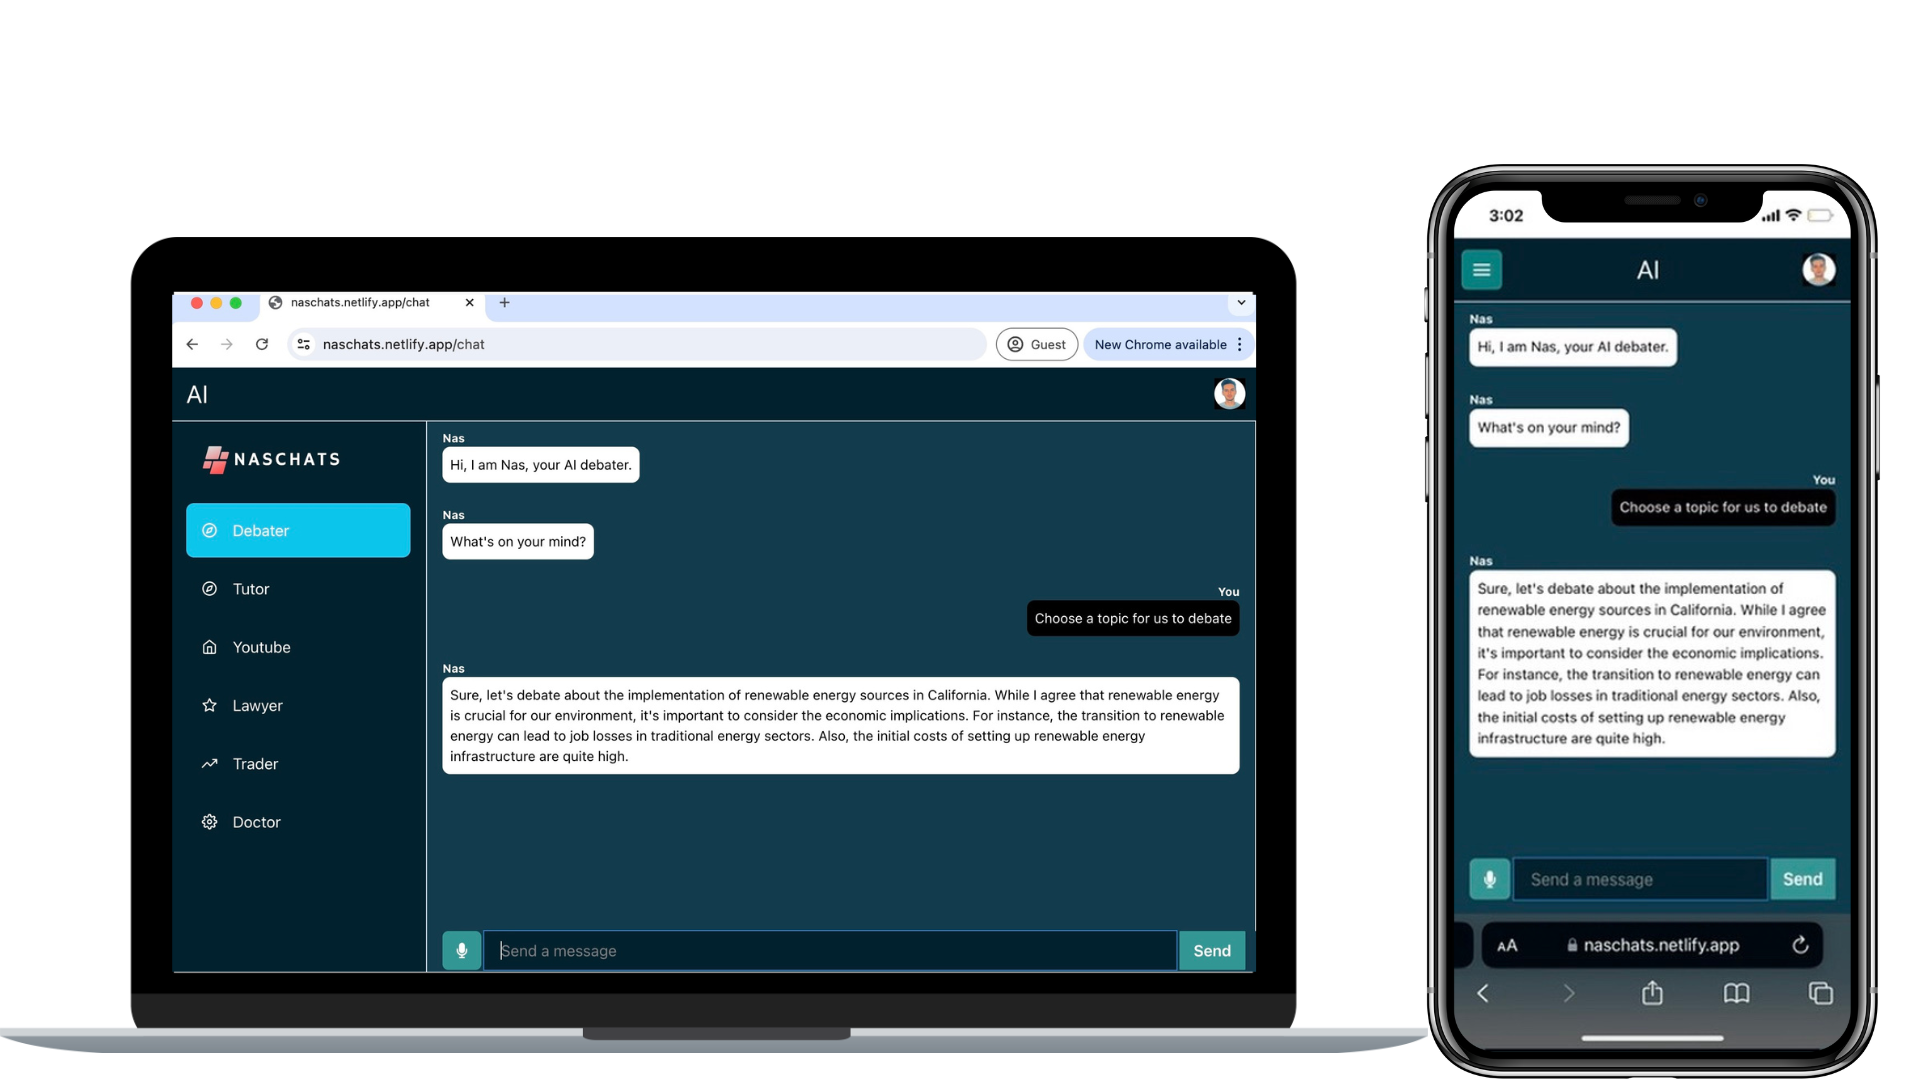 naschats.netlify.app/chat
naschats.netlify.app/chat
Guest
New Chrome available
AI
NASCHATS
Debater
Tutor
Youtube
Lawyer
Trader
Doctor
Nas
Hi, I am Nas, your AI debater.
Nas
What's on your mind?
You
Choose a topic for us to debate
Nas
Sure, let's debate about the implementation of renewable energy sources in California. While I agree that renewable energy
is crucial for our environment, it's important to consider the economic implications. For instance, the transition to renewable
energy can lead to job losses in traditional energy sectors. Also, the initial costs of setting up renewable energy
infrastructure are quite high.
Send a message
Send
3:02
AI
Nas
Hi, I am Nas, your AI debater.
Nas
What's on your mind?
You
Choose a topic for us to debate
Nas
Sure, let's debate about the implementation of
renewable energy sources in California. While I agree
that renewable energy is crucial for our environment,
it's important to consider the economic implications.
For instance, the transition to renewable energy can
lead to job losses in traditional energy sectors. Also,
the initial costs of setting up renewable energy
infrastructure are quite high.
Send a message
Send
AA
naschats.netlify.app